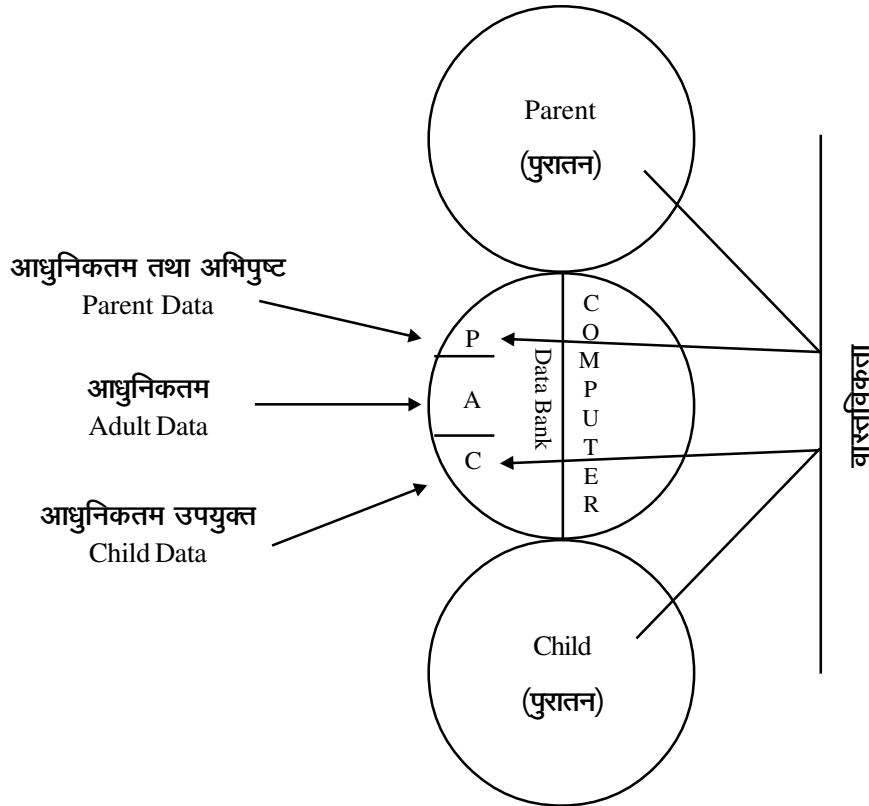 Parent
(पुरातन)
आधुनिकतम तथा अभिपुष्ट
Parent Data
आधुनिकतम
Adult Data
आधुनिकतम उपयुक्त
Child Data
P
A
C
Data Bank
COMPUTER
वास्तविकता
Child
(पुरातन)